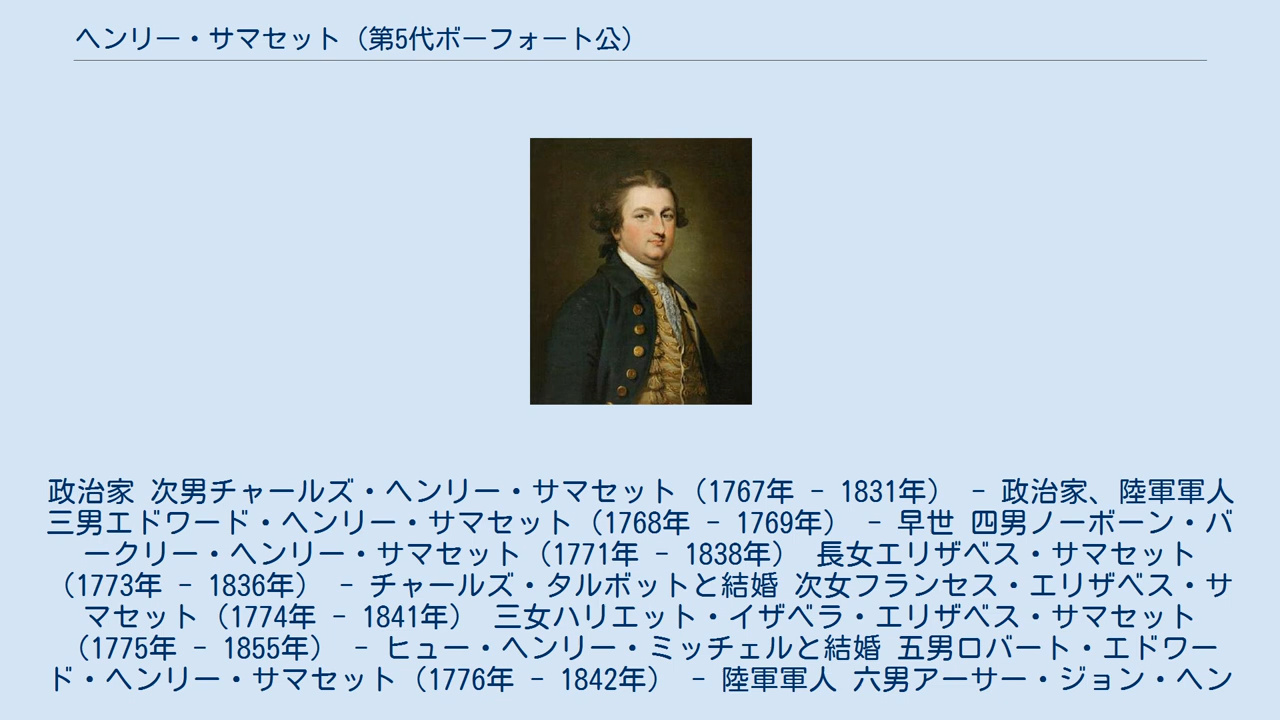 ヘンリー・サマセット（第5代ボーフォート公）
政治家 次男チャールズ・ヘンリー・サマセット（1767年 – 1831年） – 政治家、陸軍軍人
三男エドワード・ヘンリー・サマセット（1768年 – 1769年） – 早世 四男ノーボーン・バ
ークリー・ヘンリー・サマセット（1771年 – 1838年） 長女エリザベス・サマセット
（1773年 – 1836年） – チャールズ・タルボットと結婚 次女フランセス・エリザベス・サ
マセット（1774年 – 1841年） 三女ハリエット・イザベラ・エリザベス・サマセット
（1775年 – 1855年） – ヒュー・ヘンリー・ミッチェルと結婚 五男ロバート・エドワー
ド・ヘンリー・サマセット（1776年 – 1842年） – 陸軍軍人 六男アーサー・ジョン・ヘン